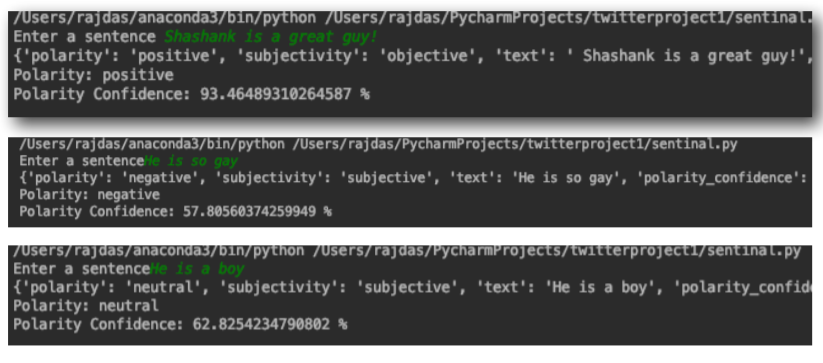 /Users/rajdas/anaconda3/bin/python /Users/rajdas/PycharmProjects/twitterproject1/sentinal.
Enter a sentence Shashank is a great guy!
{'polarity': 'positive', 'subjectivity': 'objective', 'text': ' Shashank is a great guy!',
Polarity: positive
Polarity Confidence: 93.46489310264587 %
/Users/rajdas/anaconda3/bin/python /Users/rajdas/PycharmProjects/twitterproject1/sentinal.py
Enter a sentenceHe is so gay
{'polarity': 'negative', 'subjectivity': 'subjective', 'text': 'He is so gay', 'polarity_confidence':
Polarity: negative
Polarity Confidence: 57.80560374259949 %
/Users/rajdas/anaconda3/bin/python /Users/rajdas/PycharmProjects/twitterproject1/sentinal.py
Enter a sentenceHe is a boy
{'polarity': 'neutral', 'subjectivity': 'subjective', 'text': 'He is a boy', 'polarity_confid
Polarity: neutral
Polarity Confidence: 62.8254234790802 %